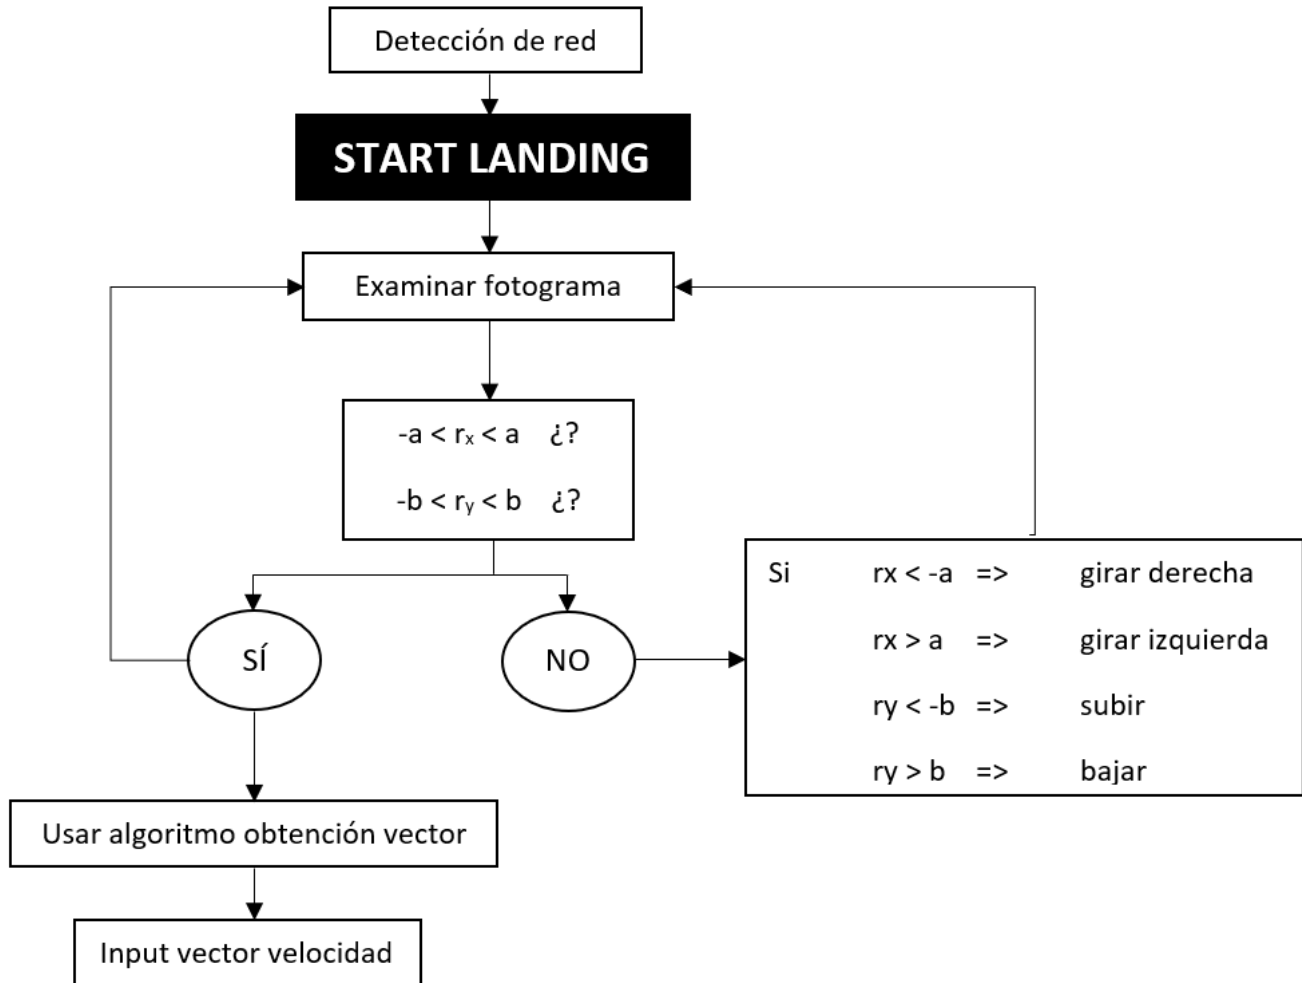 Detección de red
START LANDING
Examinar fotograma
-a < rₓ < a ¿?
-b < rᵧ < b ¿?
SÍ
NO
Si rx < -a => girar derecha
rx > a => girar izquierda
ry < -b => subir
ry > b => bajar
Usar algoritmo obtención vector
Input vector velocidad